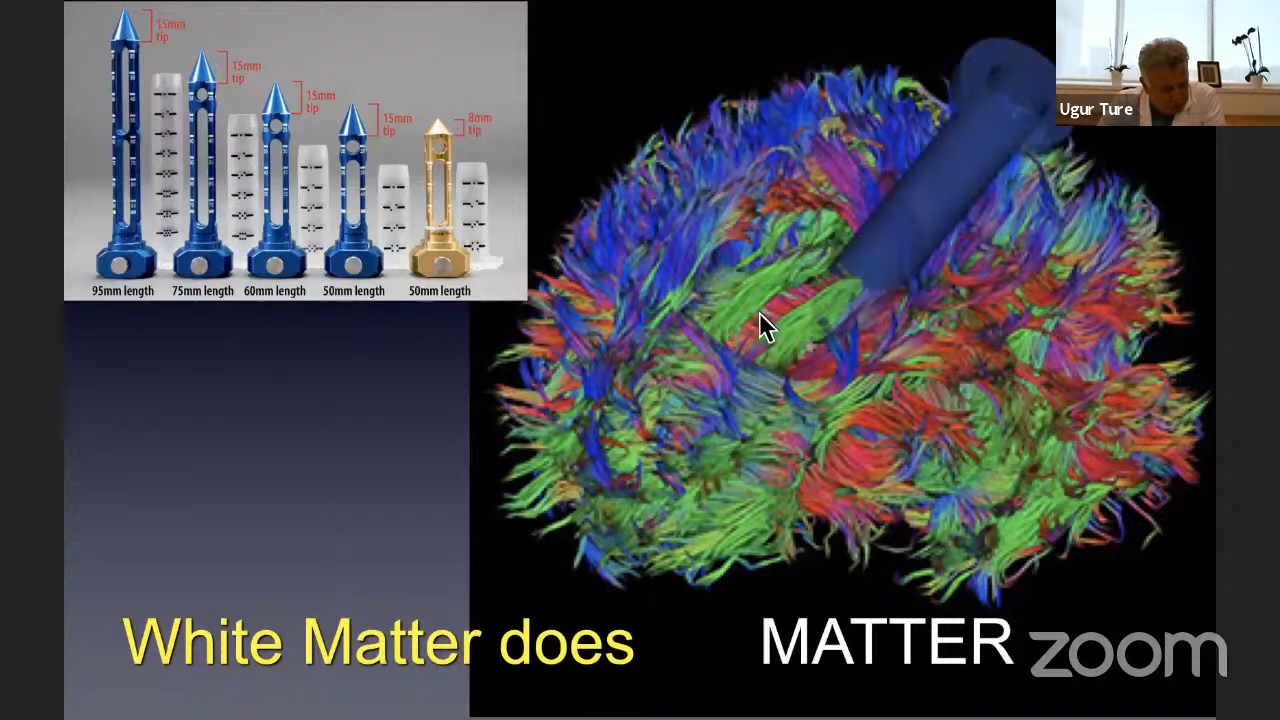 15mm
tip
15mm
tip
15mm
tip
15mm
tip
8mm
tip
95mm length 75mm length 60mm length 50mm length 50mm length
Ugur Ture
White Matter does MATTER
zoom